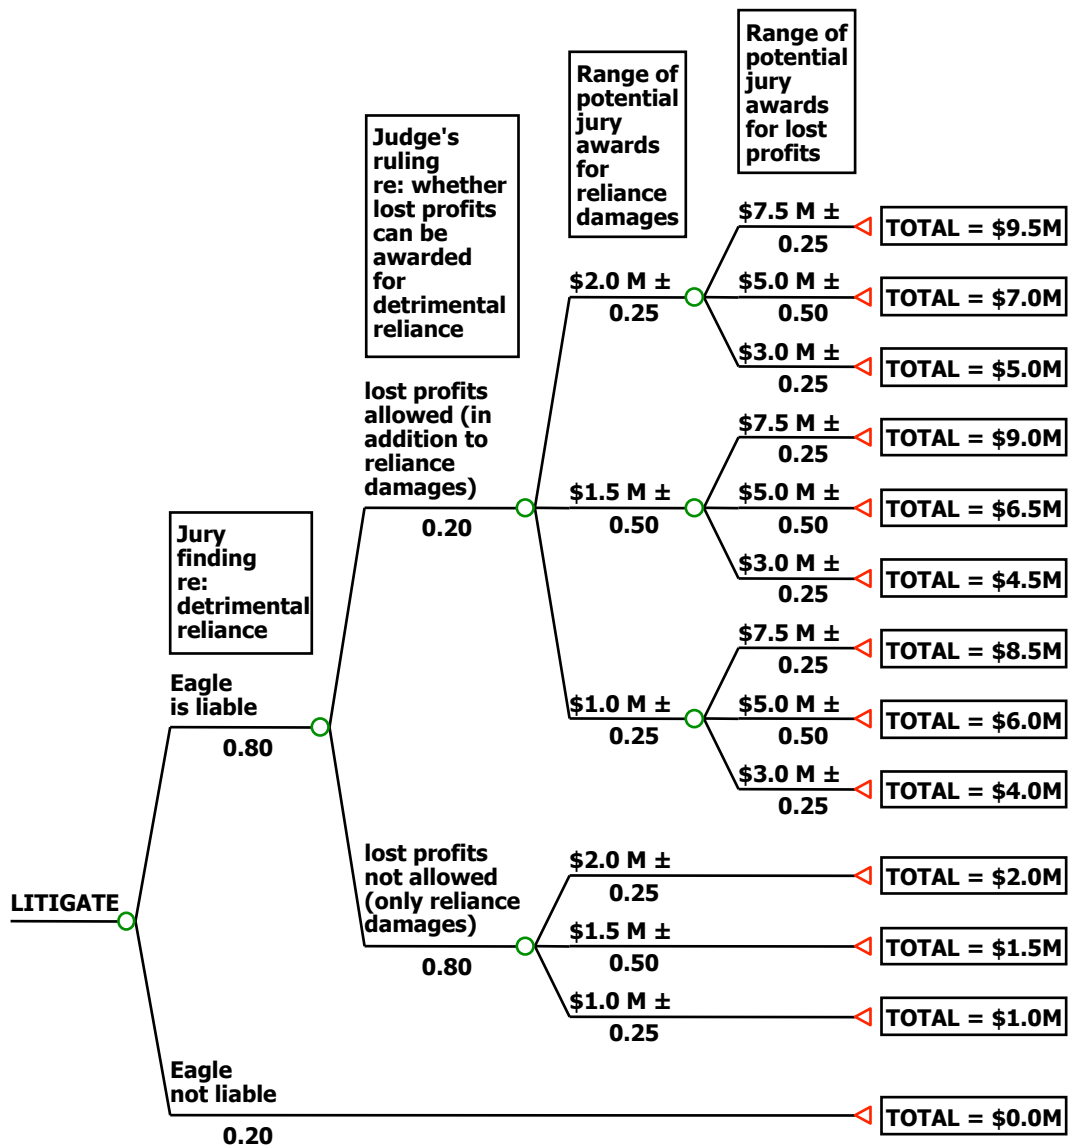 Range of
potential
jury
awards
for lost
profits
Range of
potential
jury
awards
for
reliance
damages
Judge's
ruling
re: whether
lost profits
can be
awarded
for
detrimental
reliance
Jury
finding
re:
detrimental
reliance
LITIGATE
Eagle
is liable
0.80
lost profits
allowed (in
addition to
reliance
damages)
0.20
$2.0 M ±
0.25
$7.5 M ±
0.25
TOTAL = $9.5M
$5.0 M ±
0.50
TOTAL = $7.0M
$3.0 M ±
0.25
TOTAL = $5.0M
$1.5 M ±
0.50
$7.5 M ±
0.25
TOTAL = $9.0M
$5.0 M ±
0.50
TOTAL = $6.5M
$3.0 M ±
0.25
TOTAL = $4.5M
$1.0 M ±
0.25
$7.5 M ±
0.25
TOTAL = $8.5M
$5.0 M ±
0.50
TOTAL = $6.0M
$3.0 M ±
0.25
TOTAL = $4.0M
lost profits
not allowed
(only reliance
damages)
0.80
$2.0 M ±
0.25
TOTAL = $2.0M
$1.5 M ±
0.50
TOTAL = $1.5M
$1.0 M ±
0.25
TOTAL = $1.0M
Eagle
not liable
0.20
TOTAL = $0.0M